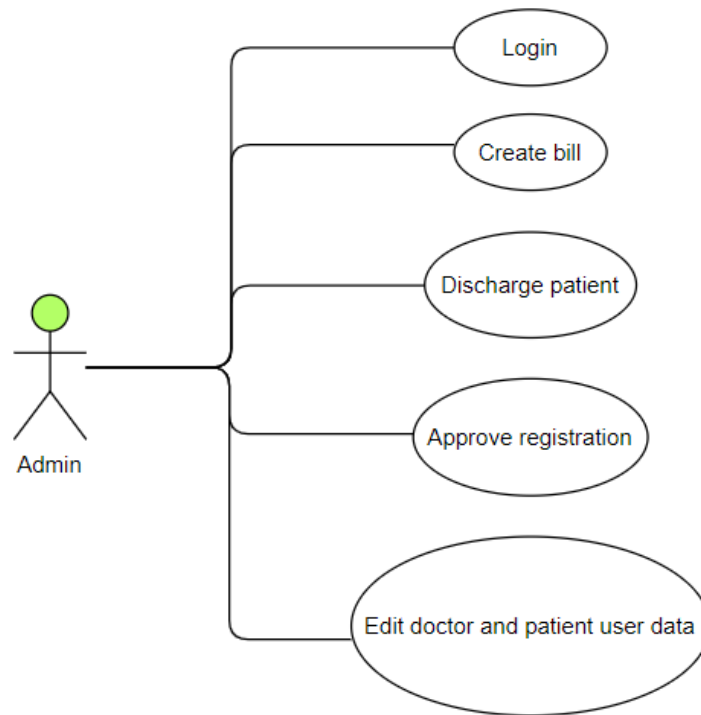 Login
Create bill
Discharge patient
Approve registration
Admin
Edit doctor and patient user data